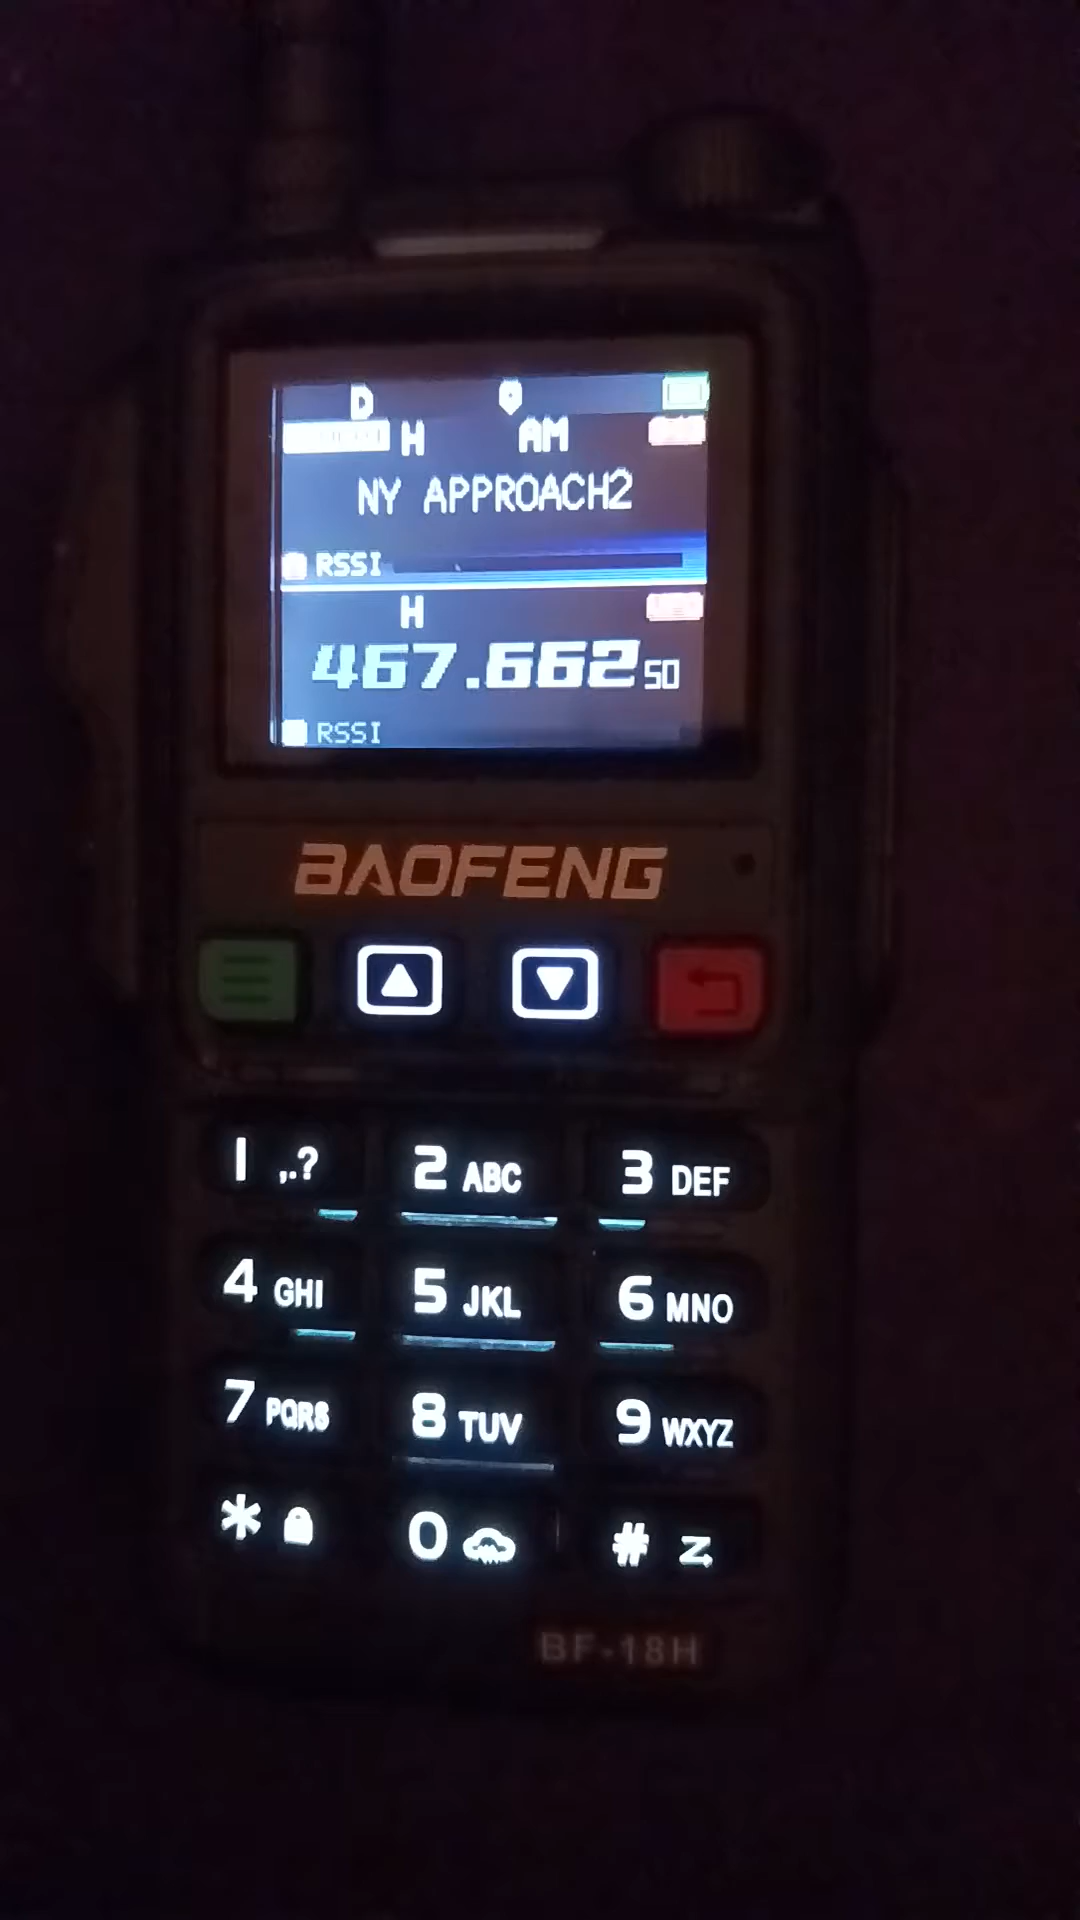 D
H AM
NY APPROACH2
RSSI
H
467.66250
RSSI
BAOFENG
1 ,.? 2 ABC 3 DEF
4 GHI 5 JKL 6 MNO
7 PQRS 8 TUV 9 WXYZ
* 0 #
BF-18H